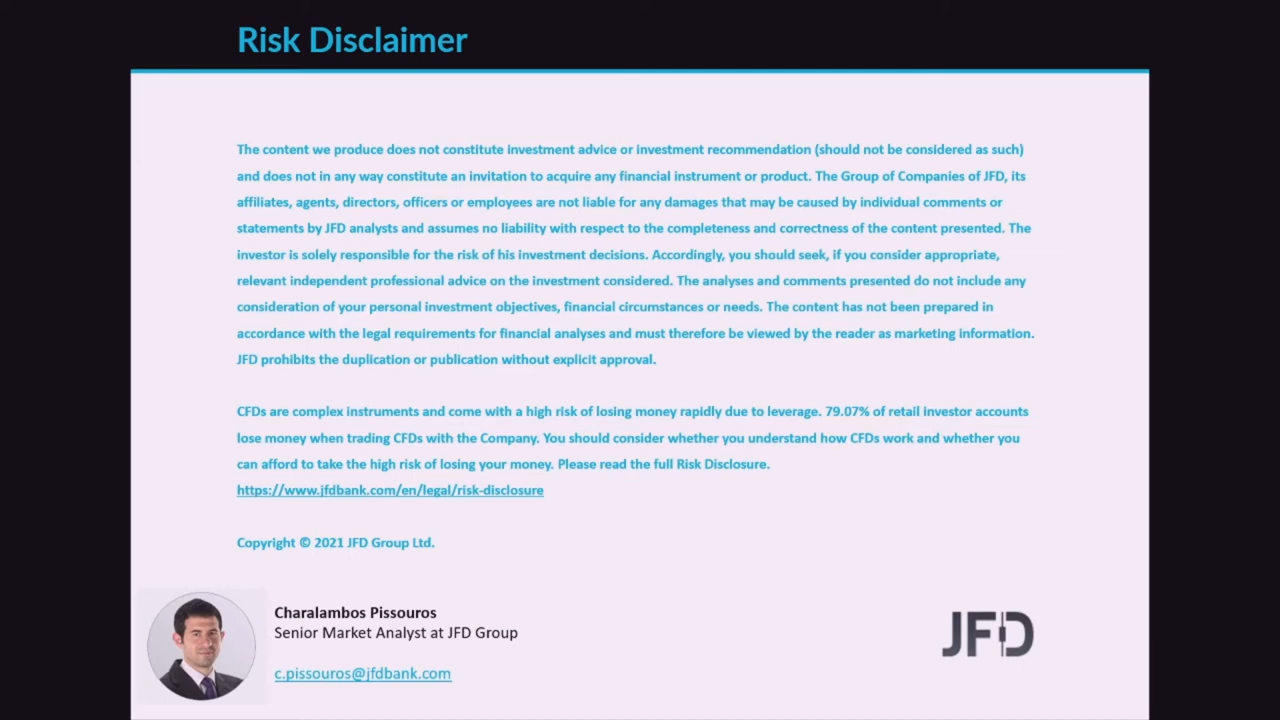 Risk Disclaimer
The content we produce does not constitute investment advice or investment recommendation (should not be considered as such)
and does not in any way constitute an invitation to acquire any financial instrument or product. The Group of Companies of JFD, its
affiliates, agents, directors, officers or employees are not liable for any damages that may be caused by individual comments or
statements by JFD analysts and assumes no liability with respect to the completeness and correctness of the content presented. The
investor is solely responsible for the risk of his investment decisions. Accordingly, you should seek, if you consider appropriate,
relevant independent professional advice on the investment considered. The analyses and comments presented do not include any
consideration of your personal investment objectives, financial circumstances or needs. The content has not been prepared in
accordance with the legal requirements for financial analyses and must therefore be viewed by the reader as marketing information.
JFD prohibits the duplication or publication without explicit approval.
CFDs are complex instruments and come with a high risk of losing money rapidly due to leverage. 79.07% of retail investor accounts
lose money when trading CFDs with the Company. You should consider whether you understand how CFDs work and whether you
can afford to take the high risk of losing your money. Please read the full Risk Disclosure.
https://www.jfdbank.com/en/legal/risk-disclosure
Copyright © 2021 JFD Group Ltd.
Charalambos Pissouros
Senior Market Analyst at JFD Group
c.pissouros@jfdbank.com
JFD